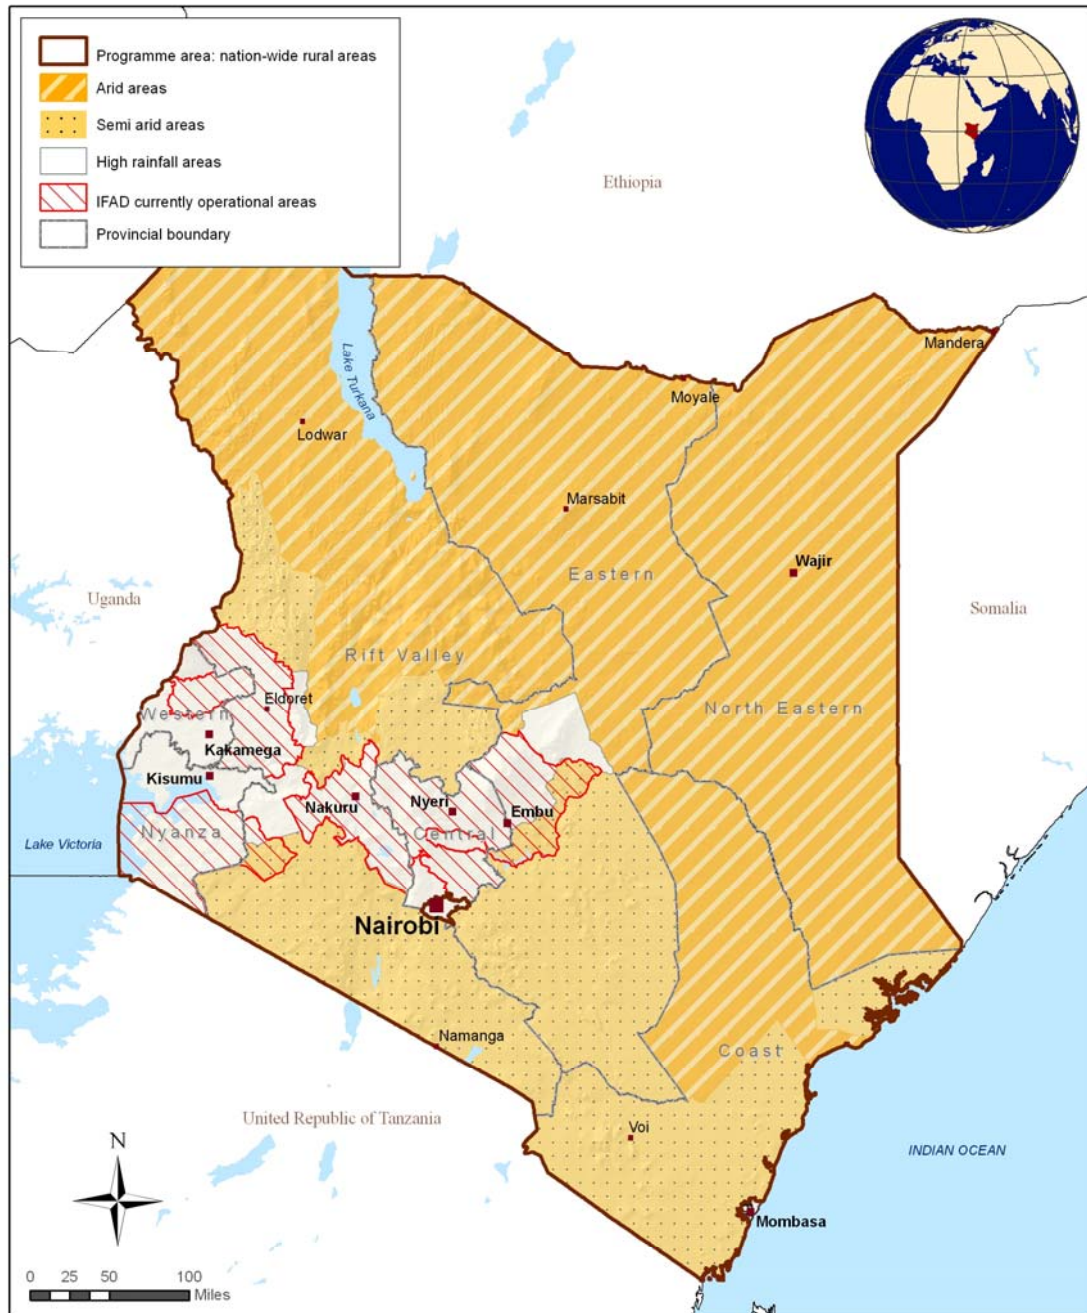 Programme area: nation-wide rural areas
Arid areas
Semi arid areas
High rainfall areas
IFAD currently operational areas
Provincial boundary
Ethiopia
Mandera
Lake Turkana
Moyale
Lodwar
Marsabit
Wajir
Eastern
Uganda
Somalia
Rift Valley
Eldoret
North Eastern
Western
Kakamega
Kisumu
Nakuru
Nyeri
Embu
Nyanza
Central
Lake Victoria
Nairobi
Namanga
Coast
United Republic of Tanzania
Voi
INDIAN OCEAN
N
Mombasa
0 25 50 100
Miles